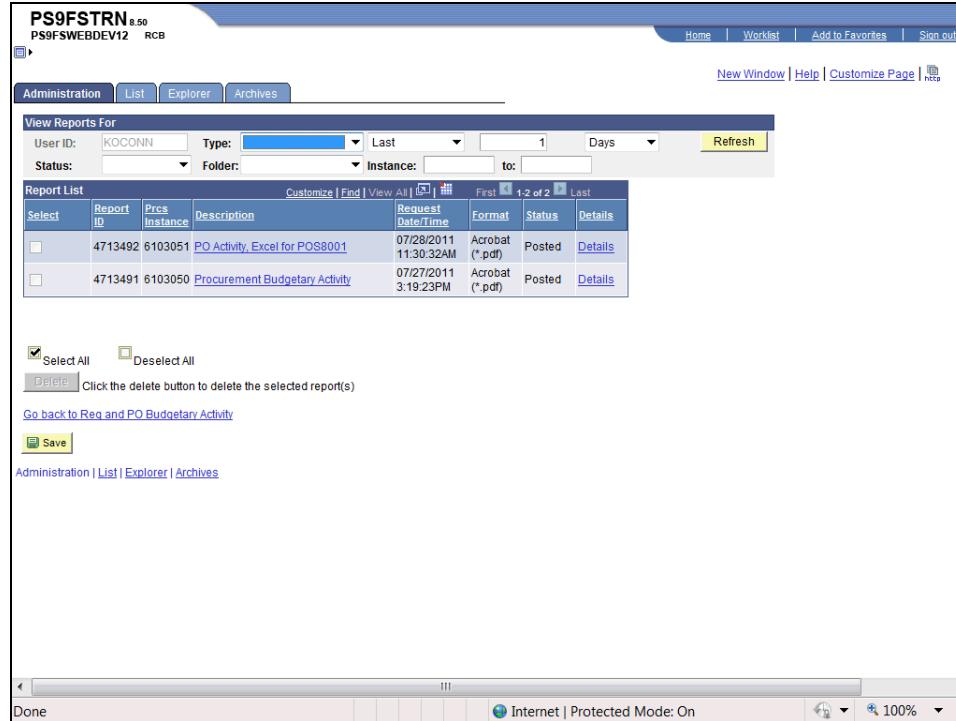 PS9FSTRN 8.50
PS9FSWEBDEV12 RCB
Home | Worklist | Add to Favorites | Sign out
New Window | Help | Customize Page | http
Administration List Explorer Archives
View Reports For
User ID: KOCONN Type: Last 1 Days Refresh
Status: Folder: Instance: to:
Report List Customize | Find | View All | First 1-2 of 2 Last
Select Report ID Prcs Instance Description Request Date/Time Format Status Details
4713492 6103051 PO Activity, Excel for POS8001 07/28/2011 11:30:32AM Acrobat (*.pdf) Posted Details
4713491 6103050 Procurement Budgetary Activity 07/27/2011 3:19:23PM Acrobat (*.pdf) Posted Details
Select All Deselect All
Delete Click the delete button to delete the selected report(s)
Go back to Req and PO Budgetary Activity
Save
Administration | List | Explorer | Archives
Done Internet | Protected Mode: On 100%